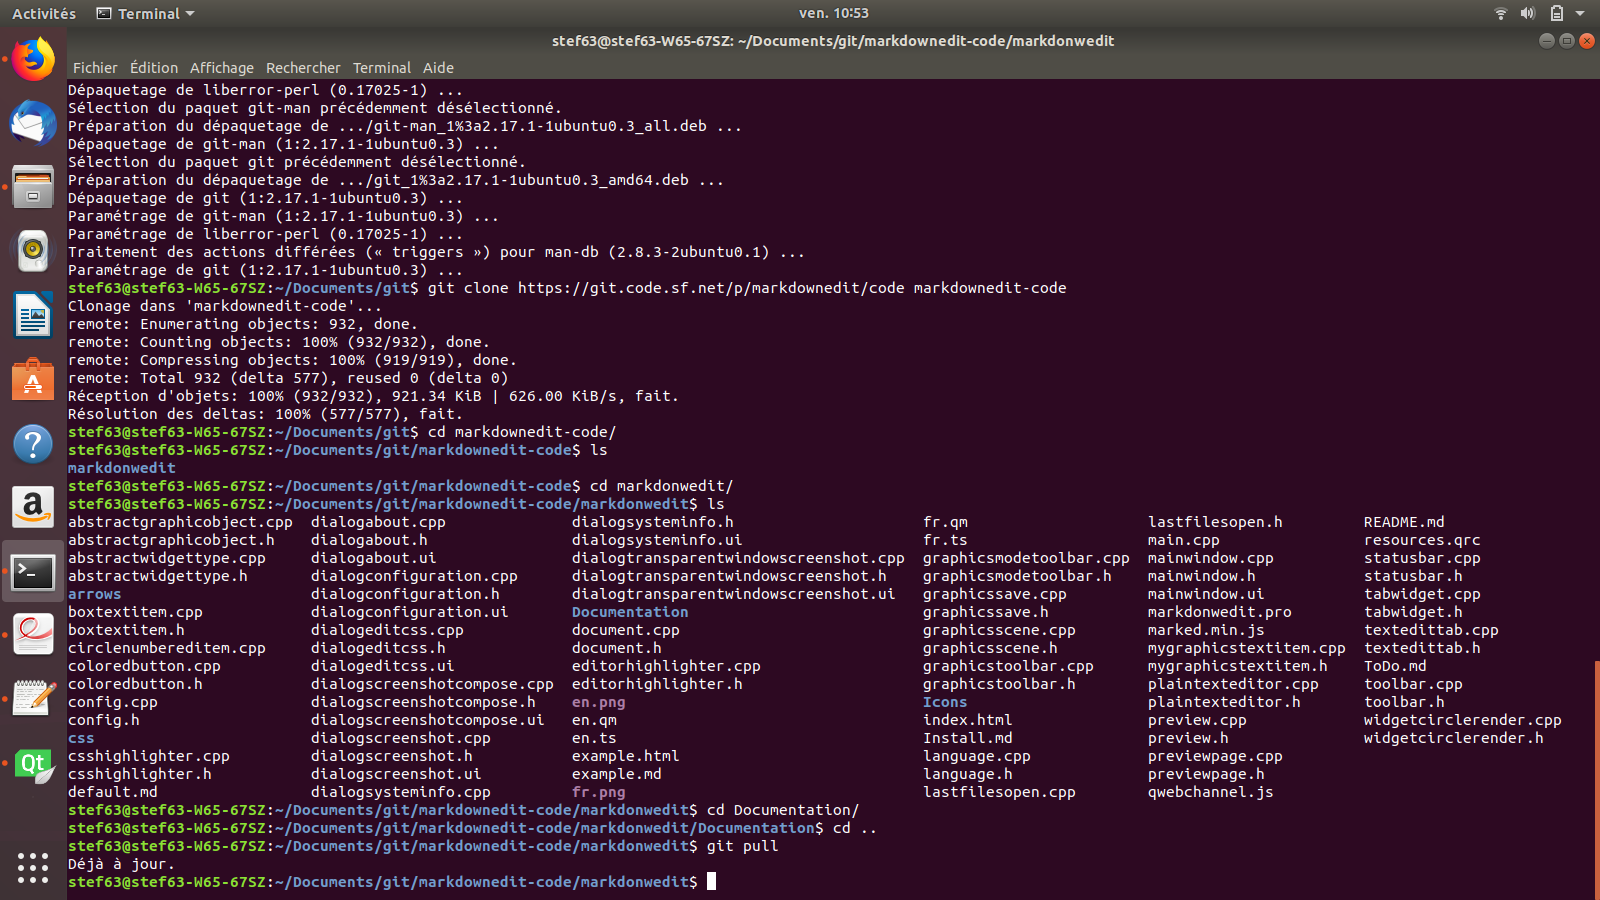 Activités Terminal ven. 10:53
stef63@stef63-W65-67SZ: ~/Documents/git/markdownedit-code/markdonwedit
Fichier Édition Affichage Rechercher Terminal Aide
Dépaquetage de liberror-perl (0.17025-1) ...
Sélection du paquet git-man précédemment désélectionné.
Préparation du dépaquetage de .../git-man_1%3a2.17.1-1ubuntu0.3_all.deb ...
Dépaquetage de git-man (1:2.17.1-1ubuntu0.3) ...
Sélection du paquet git précédemment désélectionné.
Préparation du dépaquetage de .../git_1%3a2.17.1-1ubuntu0.3_amd64.deb ...
Dépaquetage de git (1:2.17.1-1ubuntu0.3) ...
Paramétrage de git-man (1:2.17.1-1ubuntu0.3) ...
Paramétrage de liberror-perl (0.17025-1) ...
Traitement des actions différées (« triggers ») pour man-db (2.8.3-2ubuntu0.1) ...
Paramétrage de git (1:2.17.1-1ubuntu0.3) ...
stef63@stef63-W65-67SZ:~/Documents/git$ git clone https://git.code.sf.net/p/markdownedit/code markdownedit-code
Clonage dans 'markdownedit-code'...
remote: Enumerating objects: 932, done.
remote: Counting objects: 100% (932/932), done.
remote: Compressing objects: 100% (919/919), done.
remote: Total 932 (delta 577), reused 0 (delta 0)
Réception d'objets: 100% (932/932), 921.34 KiB | 626.00 KiB/s, fait.
Résolution des deltas: 100% (577/577), fait.
stef63@stef63-W65-67SZ:~/Documents/git$ cd markdownedit-code/
stef63@stef63-W65-67SZ:~/Documents/git/markdownedit-code$ ls
markdonwedit
stef63@stef63-W65-67SZ:~/Documents/git/markdownedit-code$ cd markdonwedit/
stef63@stef63-W65-67SZ:~/Documents/git/markdownedit-code/markdonwedit$ ls
abstractgraphicobject.cpp dialogabout.cpp dialogsysteminfo.h fr.qm lastfilesopen.h README.md
abstractgraphicobject.h dialogabout.h dialogsysteminfo.ui fr.ts main.cpp resources.qrc
abstractwidgettype.cpp dialogabout.ui dialogtransparentwindowscreenshot.cpp graphicsmodetoolbar.cpp mainwindow.cpp statusbar.cpp
abstractwidgettype.h dialogconfiguration.cpp dialogtransparentwindowscreenshot.h graphicsmodetoolbar.h mainwindow.h statusbar.h
arrows dialogconfiguration.h dialogtransparentwindowscreenshot.ui graphicssave.cpp mainwindow.ui tabwidget.cpp
boxtextitem.cpp dialogconfiguration.ui Documentation graphicssave.h markdonwedit.pro tabwidget.h
boxtextitem.h dialogeditcss.cpp document.cpp graphicsscene.cpp marked.min.js textedittab.cpp
circlenumbereditem.cpp dialogeditcss.h document.h graphicsscene.h mygraphicstextitem.cpp textedittab.h
coloredbutton.cpp dialogeditcss.ui editorhighlighter.cpp graphicstoolbar.cpp mygraphicstextitem.h ToDo.md
coloredbutton.h dialogscreenshotcompose.cpp editorhighlighter.h graphicstoolbar.h plaintexteditor.cpp toolbar.cpp
config.cpp dialogscreenshotcompose.h en.png Icons plaintexteditor.h toolbar.h
config.h dialogscreenshotcompose.ui en.qm index.html preview.cpp widgetcirclerender.cpp
css dialogscreenshot.cpp en.ts Install.md preview.h widgetcirclerender.h
csshighlighter.cpp dialogscreenshot.h example.html language.cpp previewpage.cpp
csshighlighter.h dialogscreenshot.ui example.md language.h previewpage.h
default.md dialogsysteminfo.cpp fr.png lastfilesopen.cpp qwebchannel.js
stef63@stef63-W65-67SZ:~/Documents/git/markdownedit-code/markdonwedit$ cd Documentation/
stef63@stef63-W65-67SZ:~/Documents/git/markdownedit-code/markdonwedit/Documentation$ cd ..
stef63@stef63-W65-67SZ:~/Documents/git/markdownedit-code/markdonwedit$ git pull
Déjà à jour.
stef63@stef63-W65-67SZ:~/Documents/git/markdownedit-code/markdonwedit$